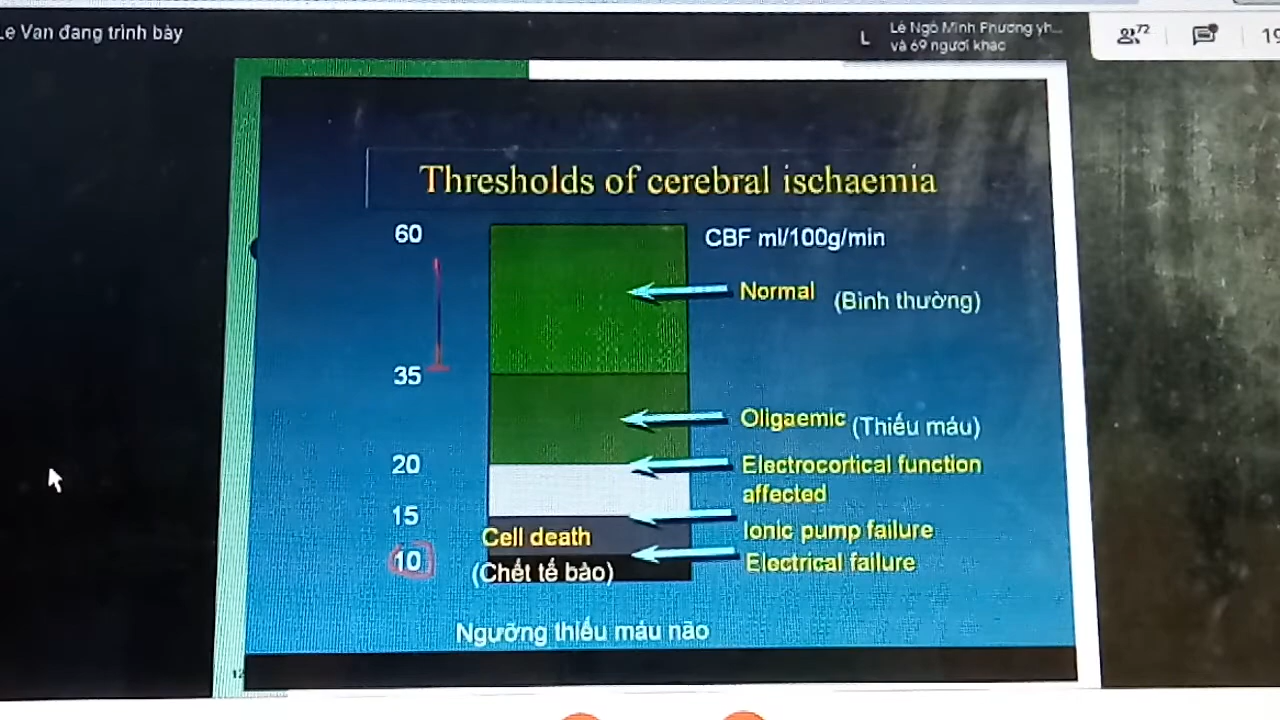 Le Van đang trình bày
L
Lê Ngô Minh Phương yh...
và 69 người khác
72
19
Thresholds of cerebral ischaemia
60
CBF ml/100g/min
Normal
(Bình thường)
35
Oligaemic
(Thiếu máu)
20
Electrocortical function
affected
15
Ionic pump failure
Cell death
10
Electrical failure
(Chết tế bào)
Ngưỡng thiếu máu não